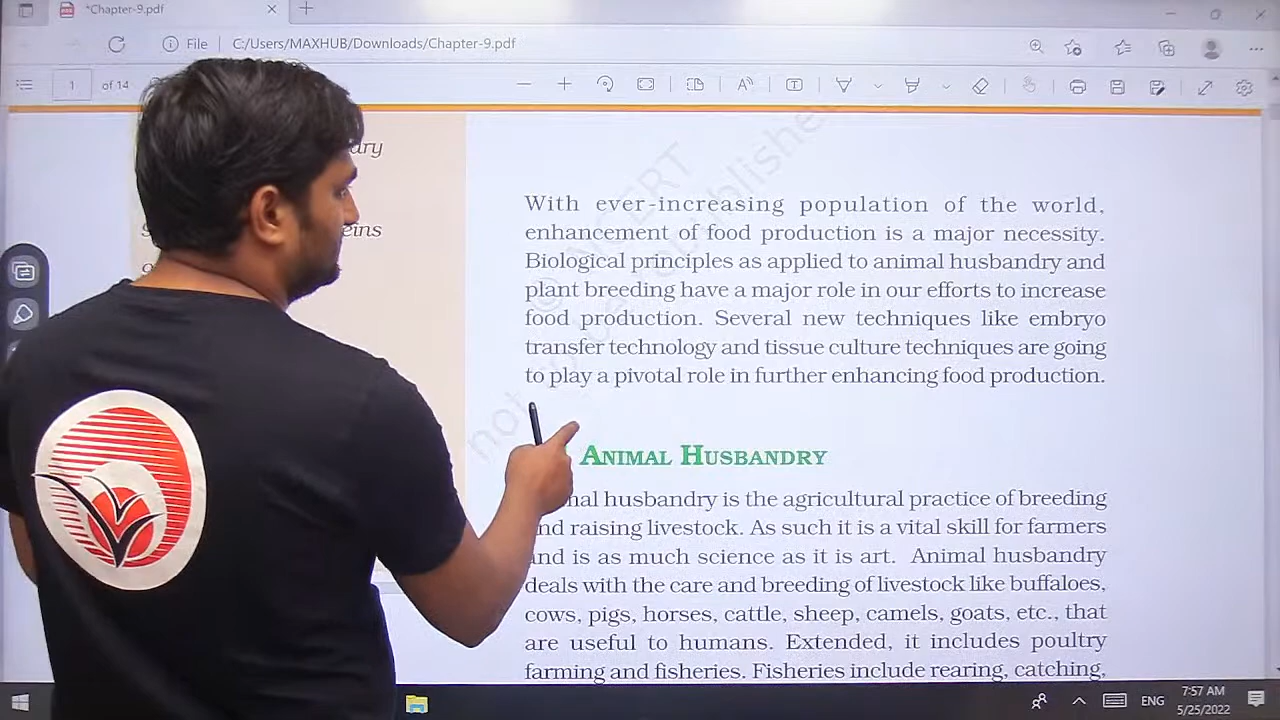 *Chapter-9.pdf
File
C:/Users/MAXHUB/Downloads/Chapter-9.pdf
1 of 14
With ever-increasing population of the world,
enhancement of food production is a major necessity.
Biological principles as applied to animal husbandry and
plant breeding have a major role in our efforts to increase
food production. Several new techniques like embryo
transfer technology and tissue culture techniques are going
to play a pivotal role in further enhancing food production.
ANIMAL HUSBANDRY
husbandry is the agricultural practice of breeding
and raising livestock. As such it is a vital skill for farmers
and is as much science as it is art. Animal husbandry
deals with the care and breeding of livestock like buffaloes,
cows, pigs, horses, cattle, sheep, camels, goats, etc., that
are useful to humans. Extended, it includes poultry
farming and fisheries. Fisheries include rearing, catching,
ENG
7:57 AM
5/25/2022